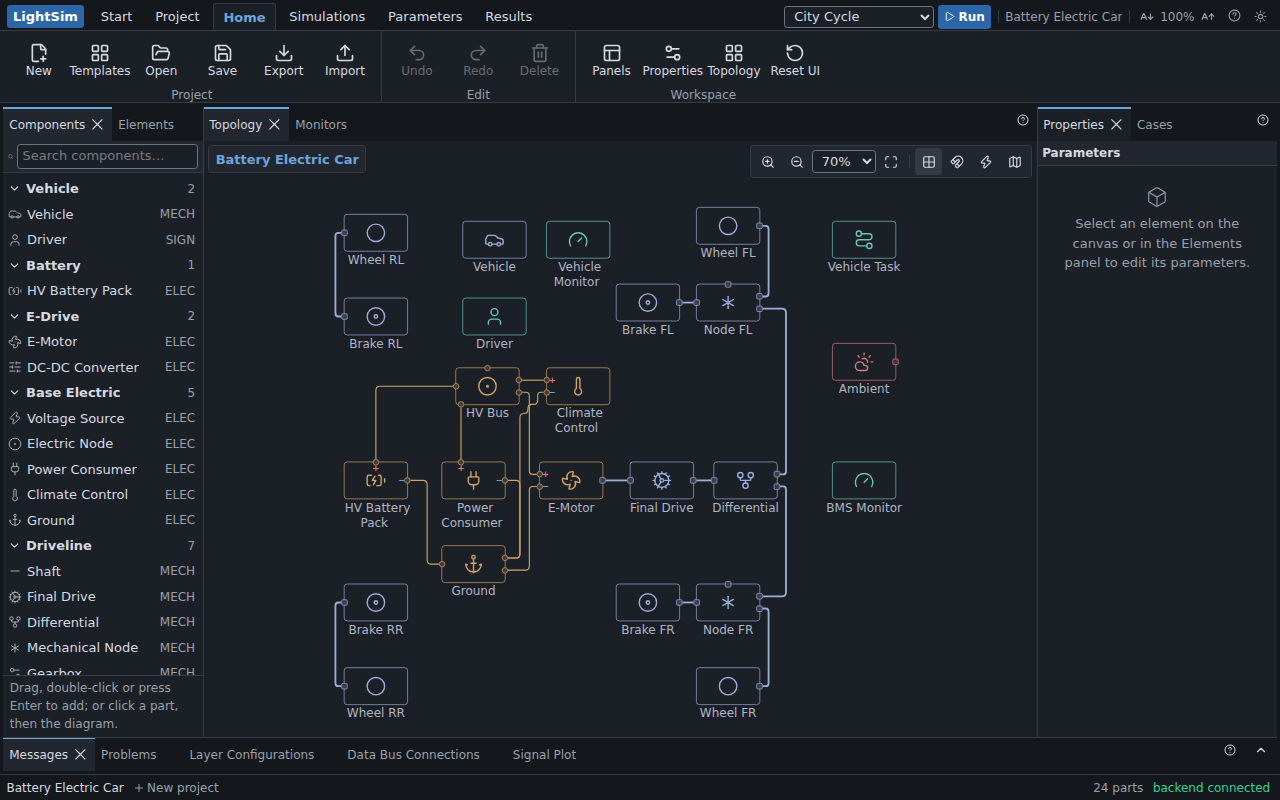 LightSim Start Project Home Simulations Parameters Results City Cycle Run Battery Electric Car A 100% A
New Templates Open Save Export Import Undo Redo Delete Panels Properties Topology Reset UI
Project Edit Workspace
Components Elements Topology Monitors Properties Cases
Search components... Battery Electric Car 70% Parameters
Vehicle 2
Vehicle MECH
Driver SIGN
Battery 1
HV Battery Pack ELEC
E-Drive 2
E-Motor ELEC
DC-DC Converter ELEC
Base Electric 5
Voltage Source ELEC
Electric Node ELEC
Power Consumer ELEC
Climate Control ELEC
Ground ELEC
Driveline 7
Shaft MECH
Final Drive MECH
Differential MECH
Mechanical Node MECH
Gearbox MECH
Drag, double-click or press
Enter to add; or click a part,
then the diagram.
Wheel RL
Vehicle
Vehicle
Monitor
Wheel FL
Vehicle Task
Brake RL
Driver
Brake FL
Node FL
Ambient
HV Bus
Climate
Control
HV Battery
Pack
Power
Consumer
E-Motor
Final Drive
Differential
BMS Monitor
Ground
Brake RR
Brake FR
Node FR
Wheel RR
Wheel FR
Select an element on the
canvas or in the Elements
panel to edit its parameters.
Messages Problems Layer Configurations Data Bus Connections Signal Plot
Battery Electric Car New project 24 parts backend connected